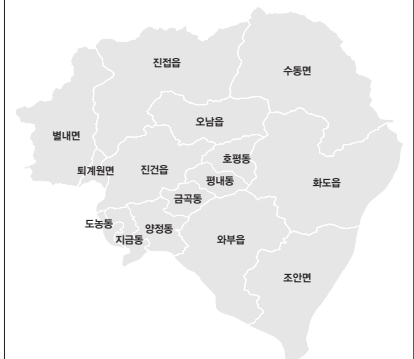 진접읍
수동면
오남읍
별내면
호평동
퇴계원면
진건읍
평내동
화도읍
금곡동
도농동
양정동
지금동
와부읍
조안면